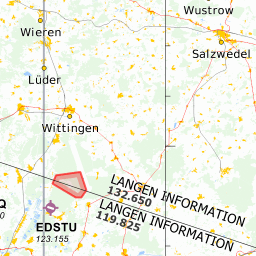 Wustrow
Wieren
Salzwedel
Lüder
Wittingen
LANGEN INFORMATION
132.650
LANGEN INFORMATION
119.825
Q
EDSTU
123.155